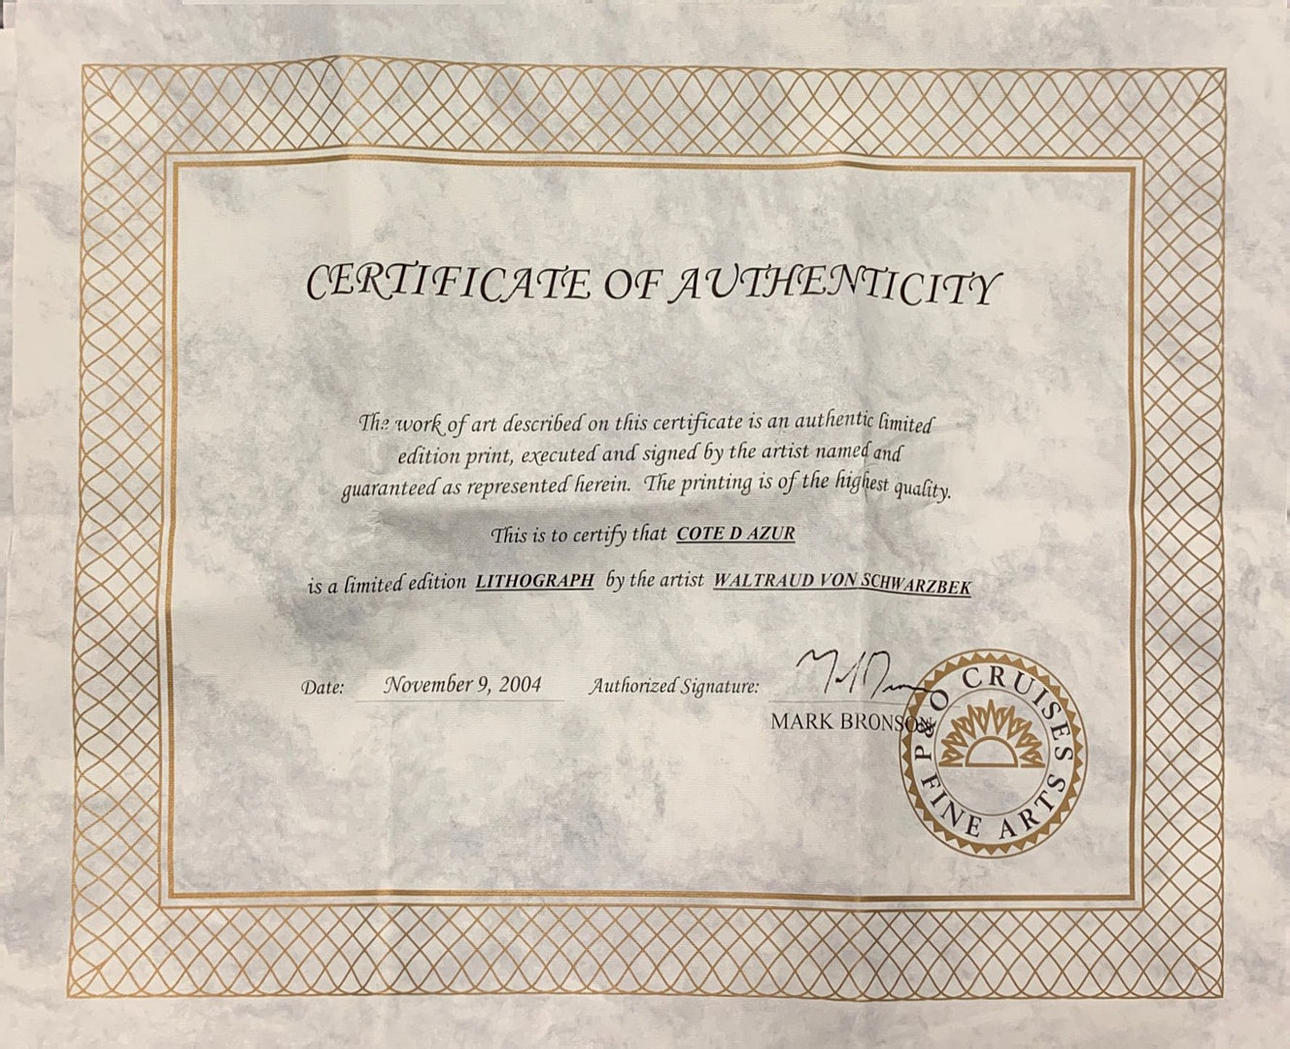 CERTIFICATE OF AUTHENTICITY
The work of art described on this certificate is an authentic limited
edition print, executed and signed by the artist named and
guaranteed as represented herein. The printing is of the highest quality.
This is to certify that COTE D AZUR
is a limited edition LITHOGRAPH by the artist WALTRAUD VON SCHWARZBEK
Date: November 9, 2004 Authorized Signature:
MARK BRONSON
P&O CRUISES
FINE ARTS